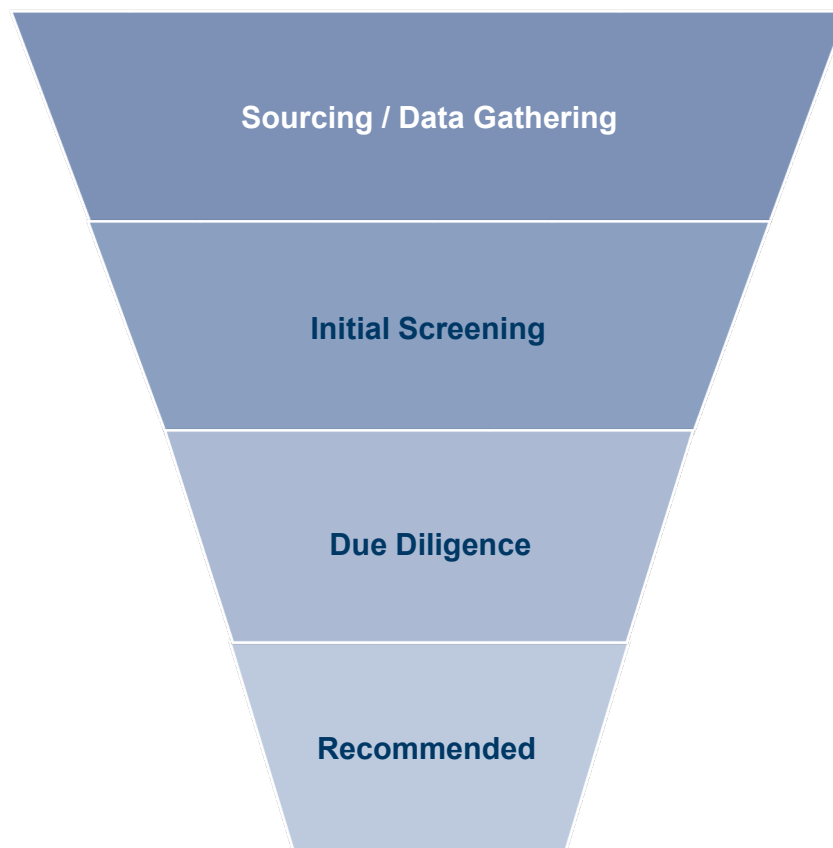 Sourcing / Data Gathering
Initial Screening
Due Diligence
Recommended